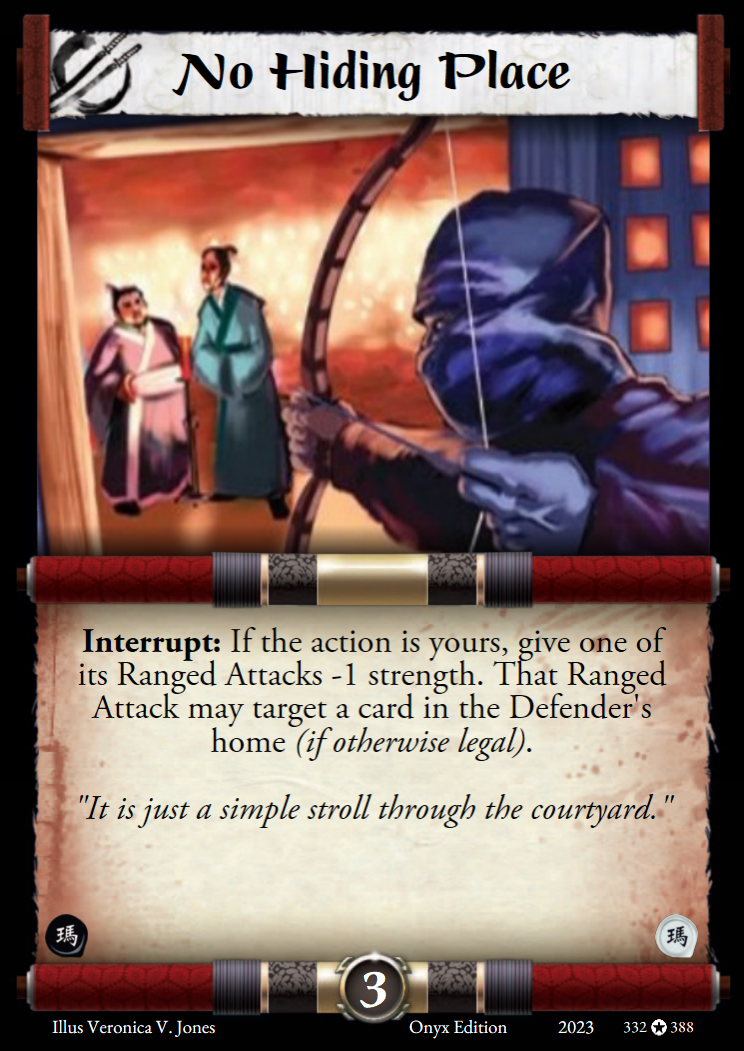 No Hiding Place
Interrupt: If the action is yours, give one of
its Ranged Attacks -1 strength. That Ranged
Attack may target a card in the Defender's
home (if otherwise legal).
"It is just a simple stroll through the courtyard."
瑪
瑪
3
Illus Veronica V. Jones
Onyx Edition
2023
332 388